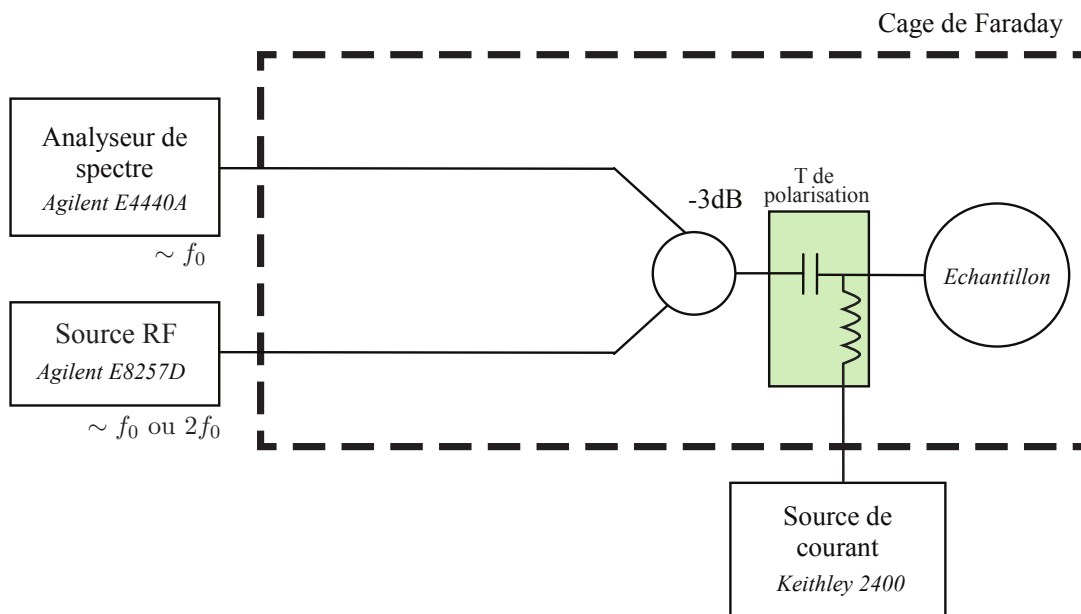 Cage de Faraday
Analyseur de
spectre
Agilent E4440A
∼ f₀
-3dB
T de
polarisation
Echantillon
Source RF
Agilent E8257D
∼ f₀ ou 2f₀
Source de
courant
Keithley 2400